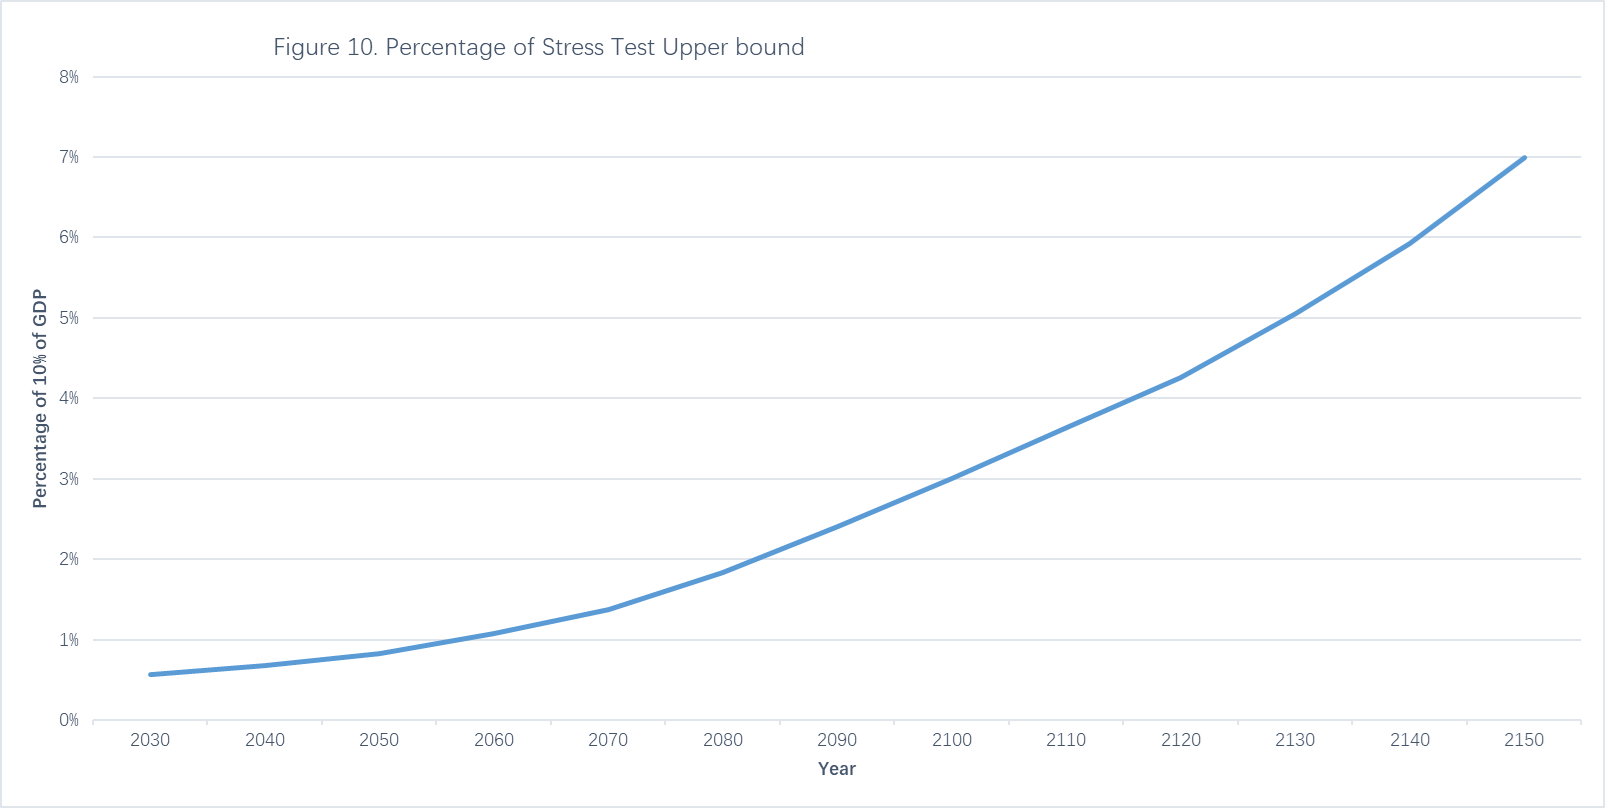 Figure 10. Percentage of Stress Test Upper bound
8%
7%
6%
5%
4%
3%
2%
1%
0%
Percentage of 10% of GDP
2030 2040 2050 2060 2070 2080 2090 2100 2110 2120 2130 2140 2150
Year